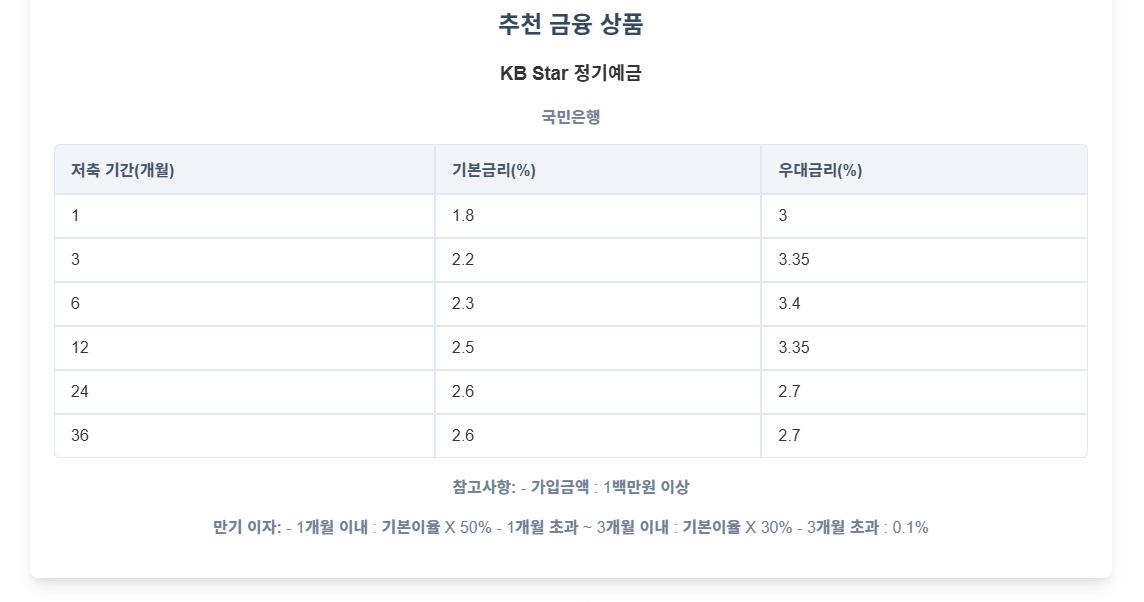 추천 금융 상품
KB Star 정기예금
국민은행
저축 기간(개월) 기본금리(%) 우대금리(%)
1 1.8 3
3 2.2 3.35
6 2.3 3.4
12 2.5 3.35
24 2.6 2.7
36 2.6 2.7
참고사항: - 가입금액 : 1백만원 이상
만기 이자: - 1개월 이내 : 기본이율 X 50% - 1개월 초과 ~ 3개월 이내 : 기본이율 X 30% - 3개월 초과 : 0.1%